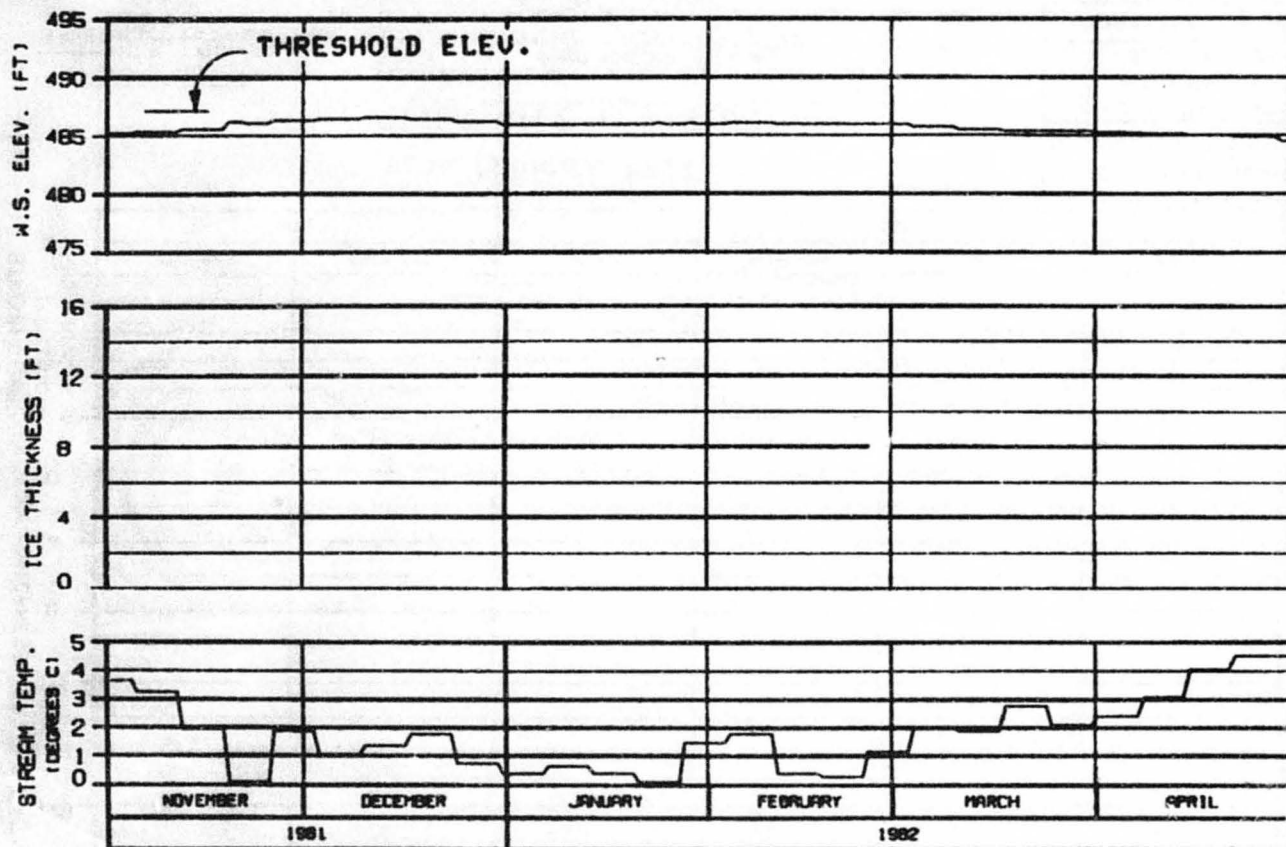 495
THRESHOLD ELEV.
490
485
480
475
W.S. ELEV. (FT)
16
12
8
4
0
ICE THICKNESS (FT)
5
4
3
2
1
0
STREAM TEMP.
(DEGREES C)
NOVEMBER
DECEMBER
JANUARY
FEBRUARY
MARCH
APRIL
1981
1982